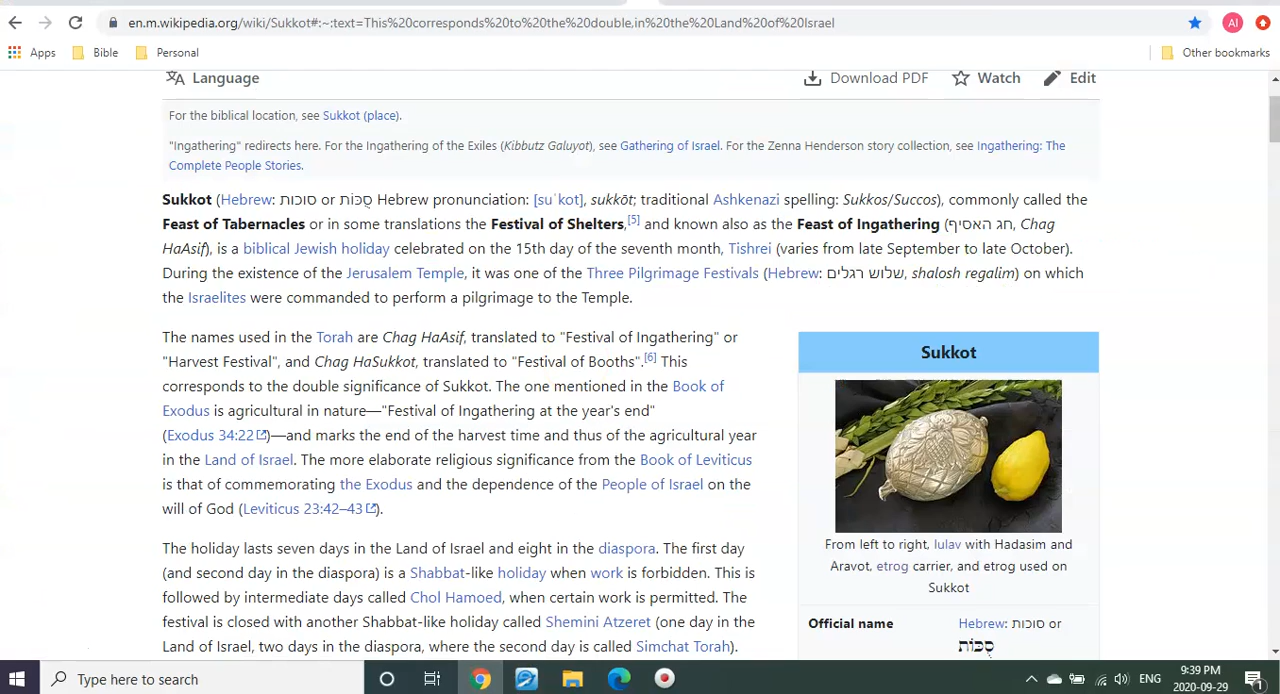 en.m.wikipedia.org/wiki/Sukkot#:~:text=This%20corresponds%20to%20the%20double,in%20the%20Land%20of%20Israel
AI
Apps Bible Personal Other bookmarks
Language Download PDF Watch Edit
For the biblical location, see Sukkot (place).
"Ingathering" redirects here. For the Ingathering of the Exiles (Kibbutz Galuyot), see Gathering of Israel. For the Zenna Henderson story collection, see Ingathering: The
Complete People Stories.
Sukkot (Hebrew: סוכות or סֻכּוֹת Hebrew pronunciation: [suˈkot], sukkōt; traditional Ashkenazi spelling: Sukkos/Succos), commonly called the
Feast of Tabernacles or in some translations the Festival of Shelters,[5] and known also as the Feast of Ingathering (חג האסיף, Chag
HaAsif), is a biblical Jewish holiday celebrated on the 15th day of the seventh month, Tishrei (varies from late September to late October).
During the existence of the Jerusalem Temple, it was one of the Three Pilgrimage Festivals (Hebrew: שלוש רגלים, shalosh regalim) on which
the Israelites were commanded to perform a pilgrimage to the Temple.
The names used in the Torah are Chag HaAsif, translated to "Festival of Ingathering" or
"Harvest Festival", and Chag HaSukkot, translated to "Festival of Booths".[6] This
corresponds to the double significance of Sukkot. The one mentioned in the Book of
Exodus is agricultural in nature—"Festival of Ingathering at the year's end"
(Exodus 34:22)—and marks the end of the harvest time and thus of the agricultural year
in the Land of Israel. The more elaborate religious significance from the Book of Leviticus
is that of commemorating the Exodus and the dependence of the People of Israel on the
will of God (Leviticus 23:42–43).
The holiday lasts seven days in the Land of Israel and eight in the diaspora. The first day
(and second day in the diaspora) is a Shabbat-like holiday when work is forbidden. This is
followed by intermediate days called Chol Hamoed, when certain work is permitted. The
festival is closed with another Shabbat-like holiday called Shemini Atzeret (one day in the
Land of Israel, two days in the diaspora, where the second day is called Simchat Torah).
Sukkot
From left to right, lulav with Hadasim and
Aravot, etrog carrier, and etrog used on
Sukkot
Official name Hebrew: סוכות or
סֻכּוֹת
Type here to search
ENG
9:39 PM
2020-09-29
1